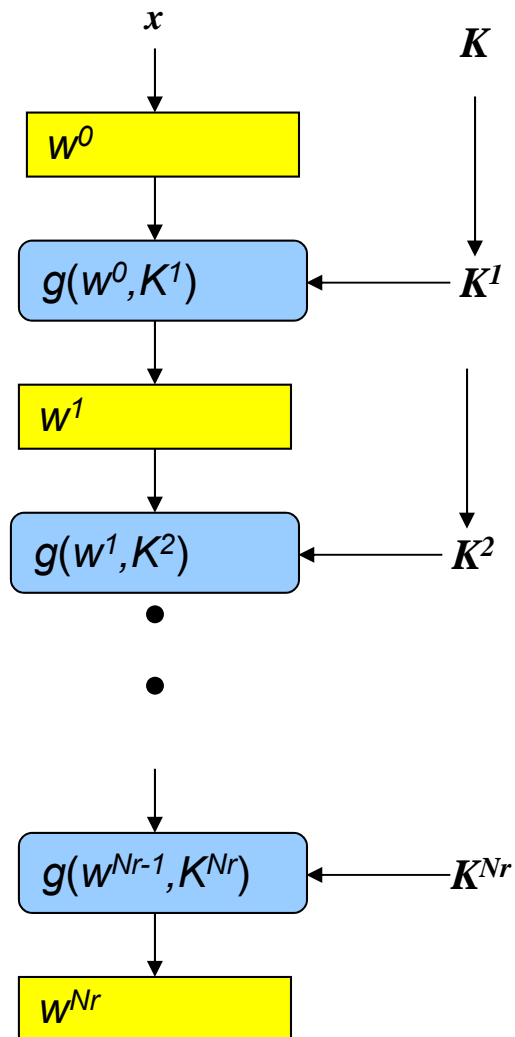 x
K
w⁰
g(w⁰,K¹)
K¹
w¹
g(w¹,K²)
K²
g(wᴺʳ⁻¹,Kᴺʳ)
Kᴺʳ
wᴺʳ